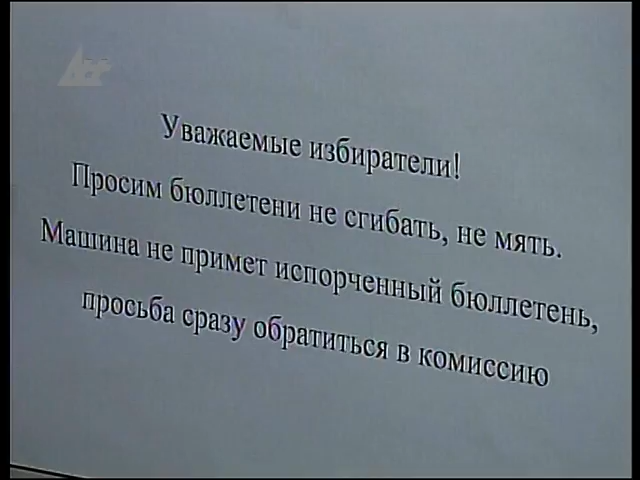 Уважаемые избиратели!
Просим бюллетени не сгибать, не мять.
Машина не примет испорченный бюллетень,
просьба сразу обратиться в комиссию